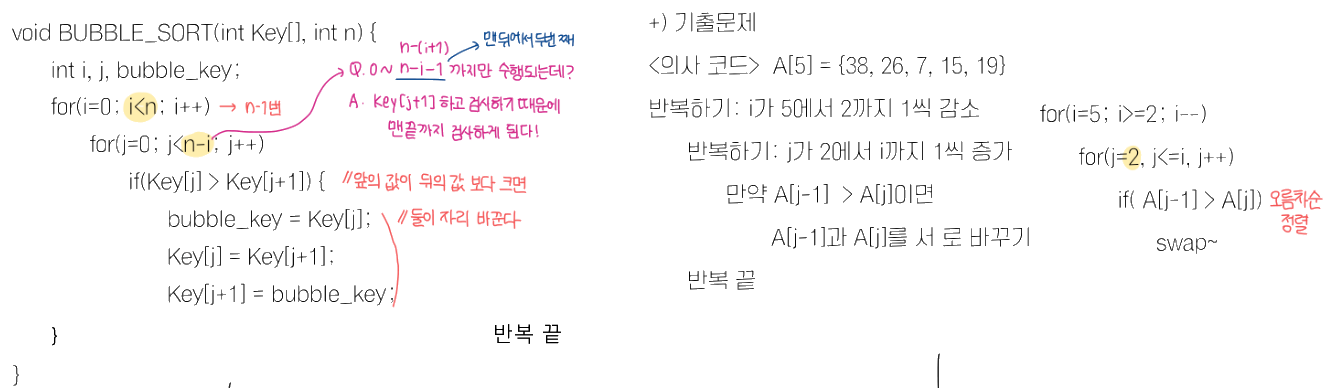 void BUBBLE_SORT(int Key[], int n) {
int i, j, bubble_key;
for(i=0; i<n; i++) → n-1번
for(j=0; j<n-i; j++)
n-(i+1)
맨 뒤에서 두번 째
Q. 0~ n-i-1 까지만 수행되는데?
A. Key[j+1] 하고 검사하기 때문에
맨끝까지 검사하게 된다!
if(Key[j] > Key[j+1]) { //앞의 값이 뒤의 값 보다 크면
bubble_key = Key[j]; //둘이 자리 바꾼다
Key[j] = Key[j+1];
Key[j+1] = bubble_key;
}
반복 끝
}
+) 기출문제
<의사 코드> A[5] = {38, 26, 7, 15, 19}
반복하기: i가 5에서 2까지 1씩 감소
반복하기: j가 2에서 i까지 1씩 증가
만약 A[j-1] > A[j]이면
A[j-1]과 A[j]를 서 로 바꾸기
반복 끝
for(i=5; i>=2; i--)
for(j=2, j<=i, j++)
if( A[j-1] > A[j]) 오름차순
정렬
swap~